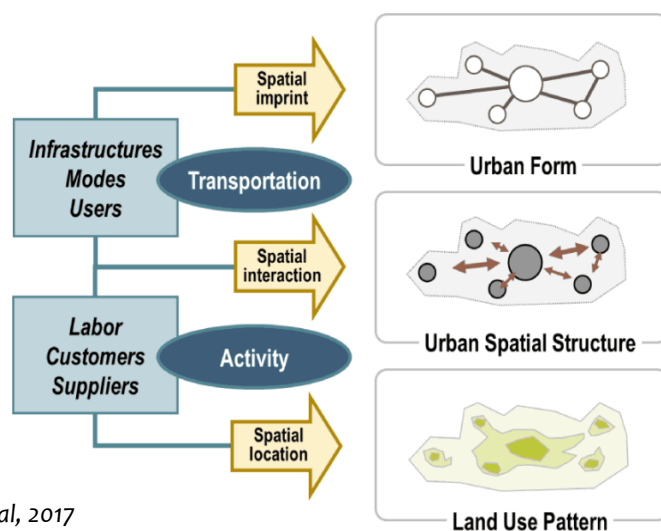 Spatial
imprint
Urban Form
Infrastructures
Modes
Users
Transportation
Spatial
interaction
Urban Spatial Structure
Labor
Customers
Suppliers
Activity
Spatial
location
Land Use Pattern
al, 2017